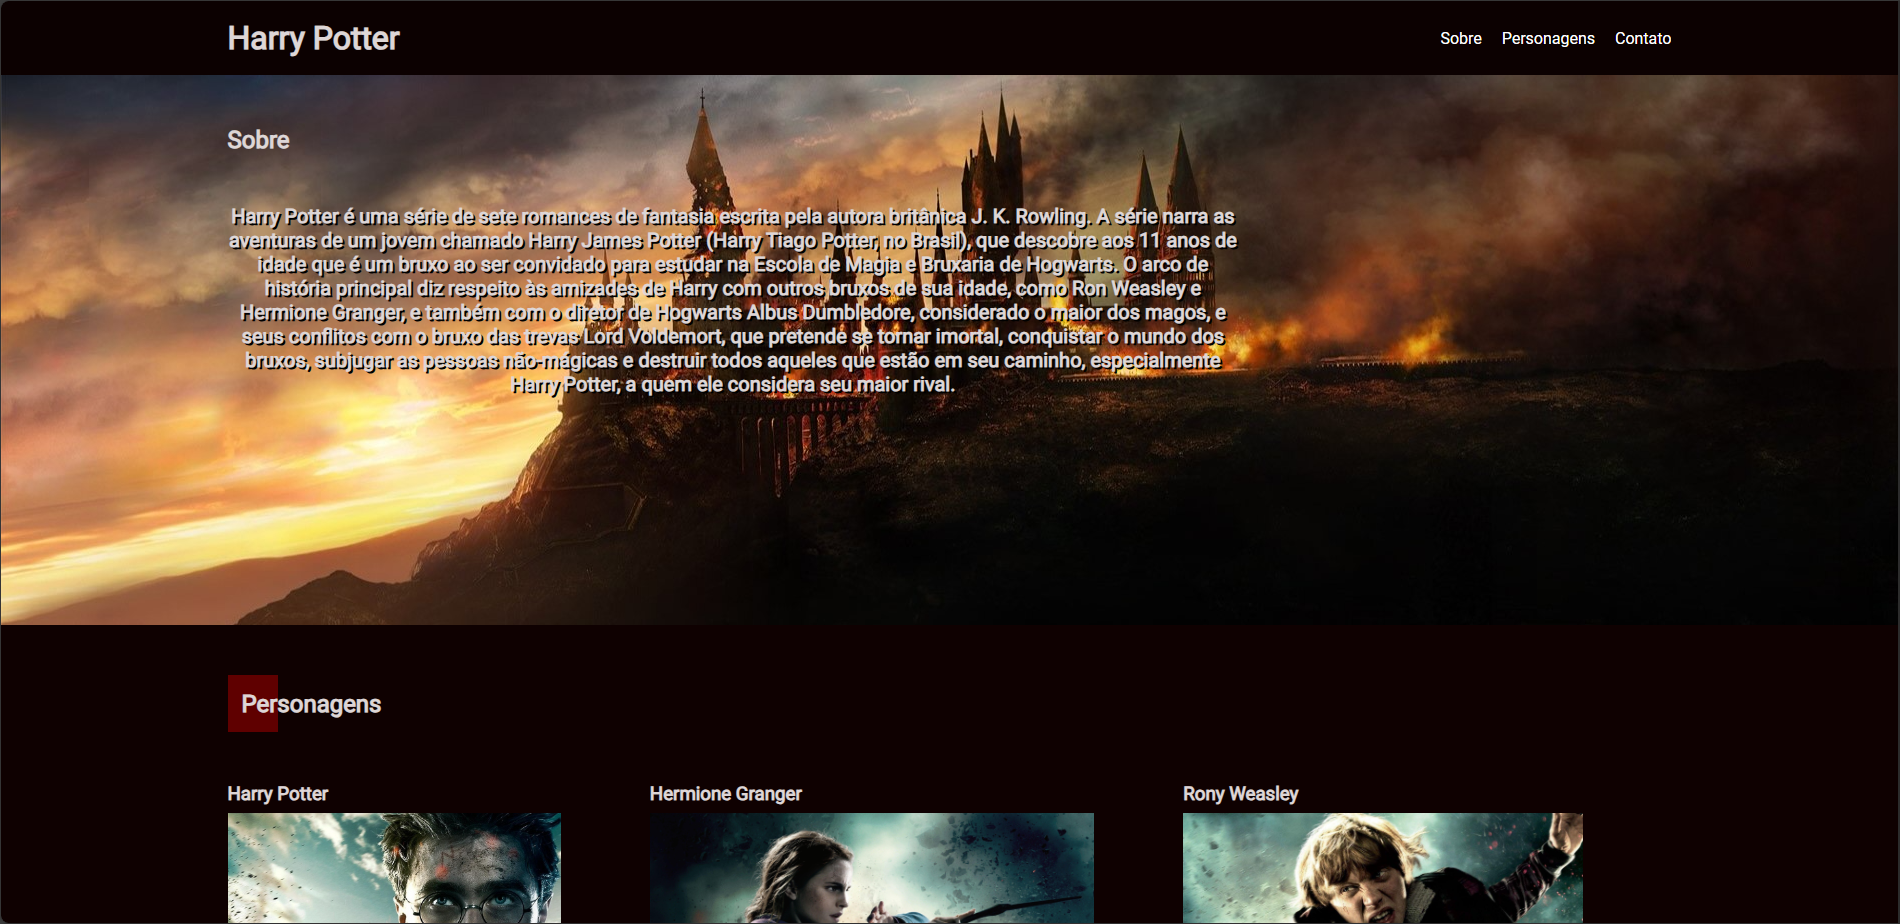 Harry Potter
Sobre Personagens Contato
Sobre
Harry Potter é uma série de sete romances de fantasia escrita pela autora britânica J. K. Rowling. A série narra as
aventuras de um jovem chamado Harry James Potter (Harry Tiago Potter, no Brasil), que descobre aos 11 anos de
idade que é um bruxo ao ser convidado para estudar na Escola de Magia e Bruxaria de Hogwarts. O arco de
história principal diz respeito às amizades de Harry com outros bruxos de sua idade, como Ron Weasley e
Hermione Granger, e também com o diretor de Hogwarts Albus Dumbledore, considerado o maior dos magos, e
seus conflitos com o bruxo das trevas Lord Voldemort, que pretende se tornar imortal, conquistar o mundo dos
bruxos, subjugar as pessoas não-mágicas e destruir todos aqueles que estão em seu caminho, especialmente
Harry Potter, a quem ele considera seu maior rival.
Personagens
Harry Potter
Hermione Granger
Rony Weasley